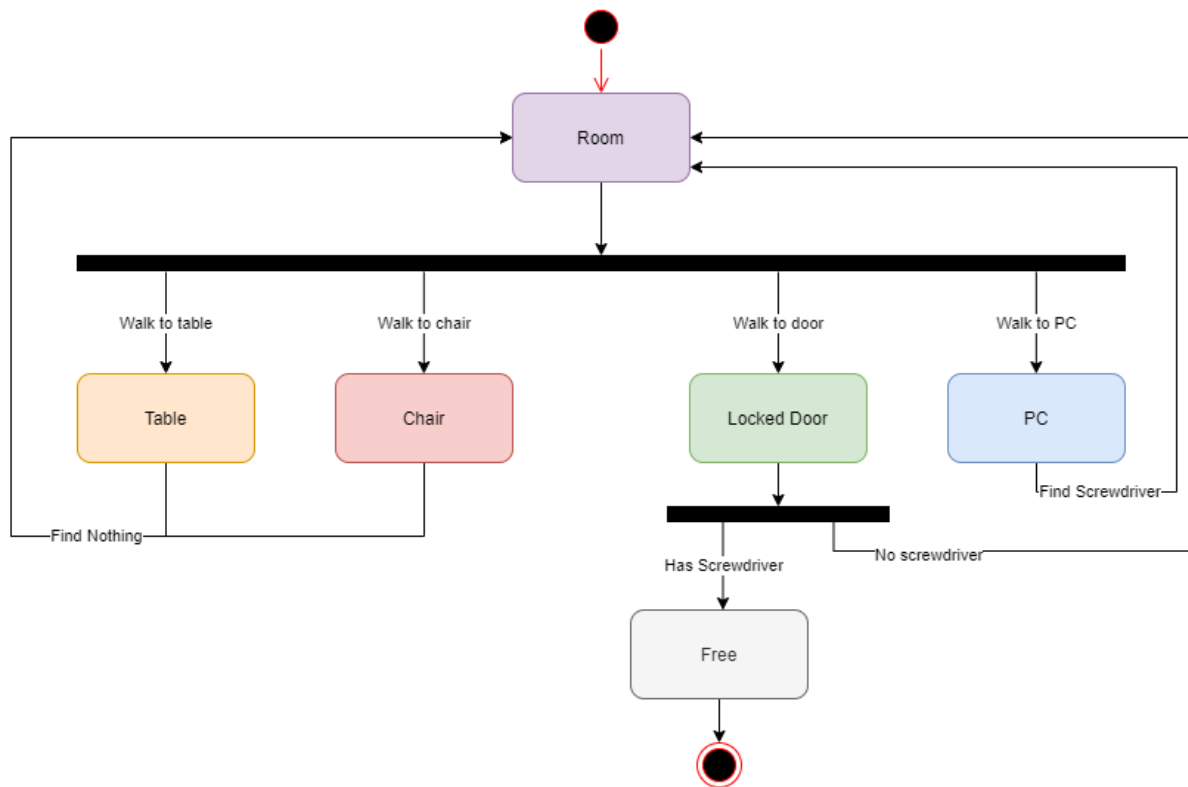 Room
Walk to table
Walk to chair
Walk to door
Walk to PC
Table
Chair
Locked Door
PC
Find Screwdriver
Find Nothing
No screwdriver
Has Screwdriver
Free